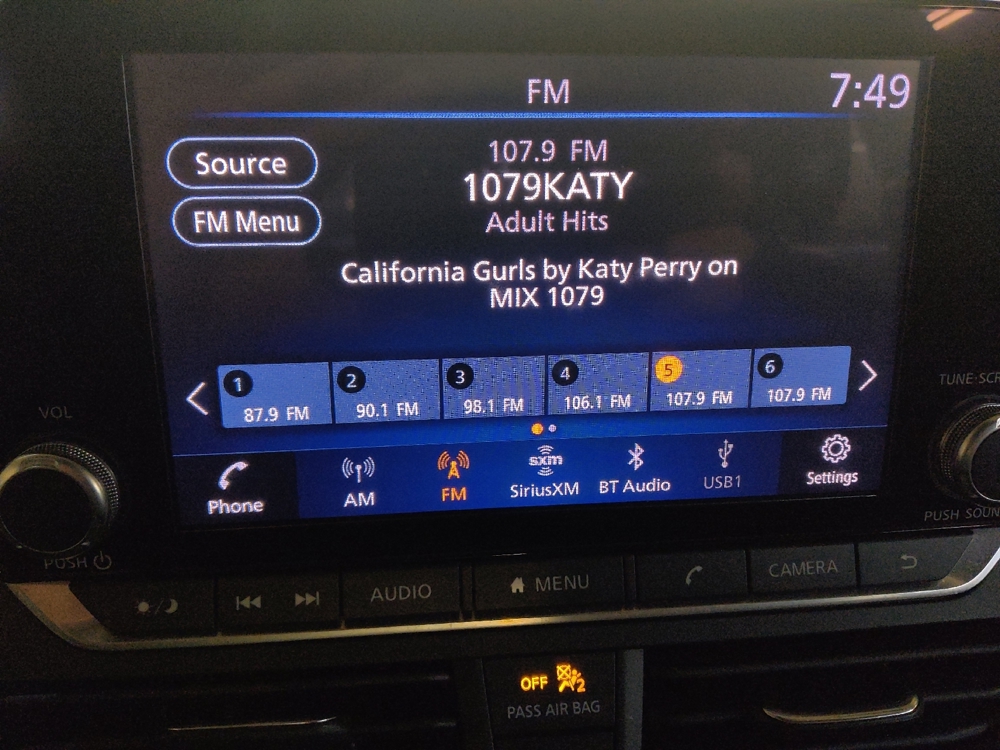 FM
7:49
Source
FM Menu
107.9 FM
1079KATY
Adult Hits
California Gurls by Katy Perry on
MIX 1079
1
87.9 FM
2
90.1 FM
3
98.1 FM
4
106.1 FM
5
107.9 FM
6
107.9 FM
Phone
AM
FM
sxm
SiriusXM
BT Audio
USB1
Settings
VOL
PUSH
TUNE·SCR
PUSH SOUN
AUDIO
MENU
CAMERA
OFF
2
PASS AIR BAG